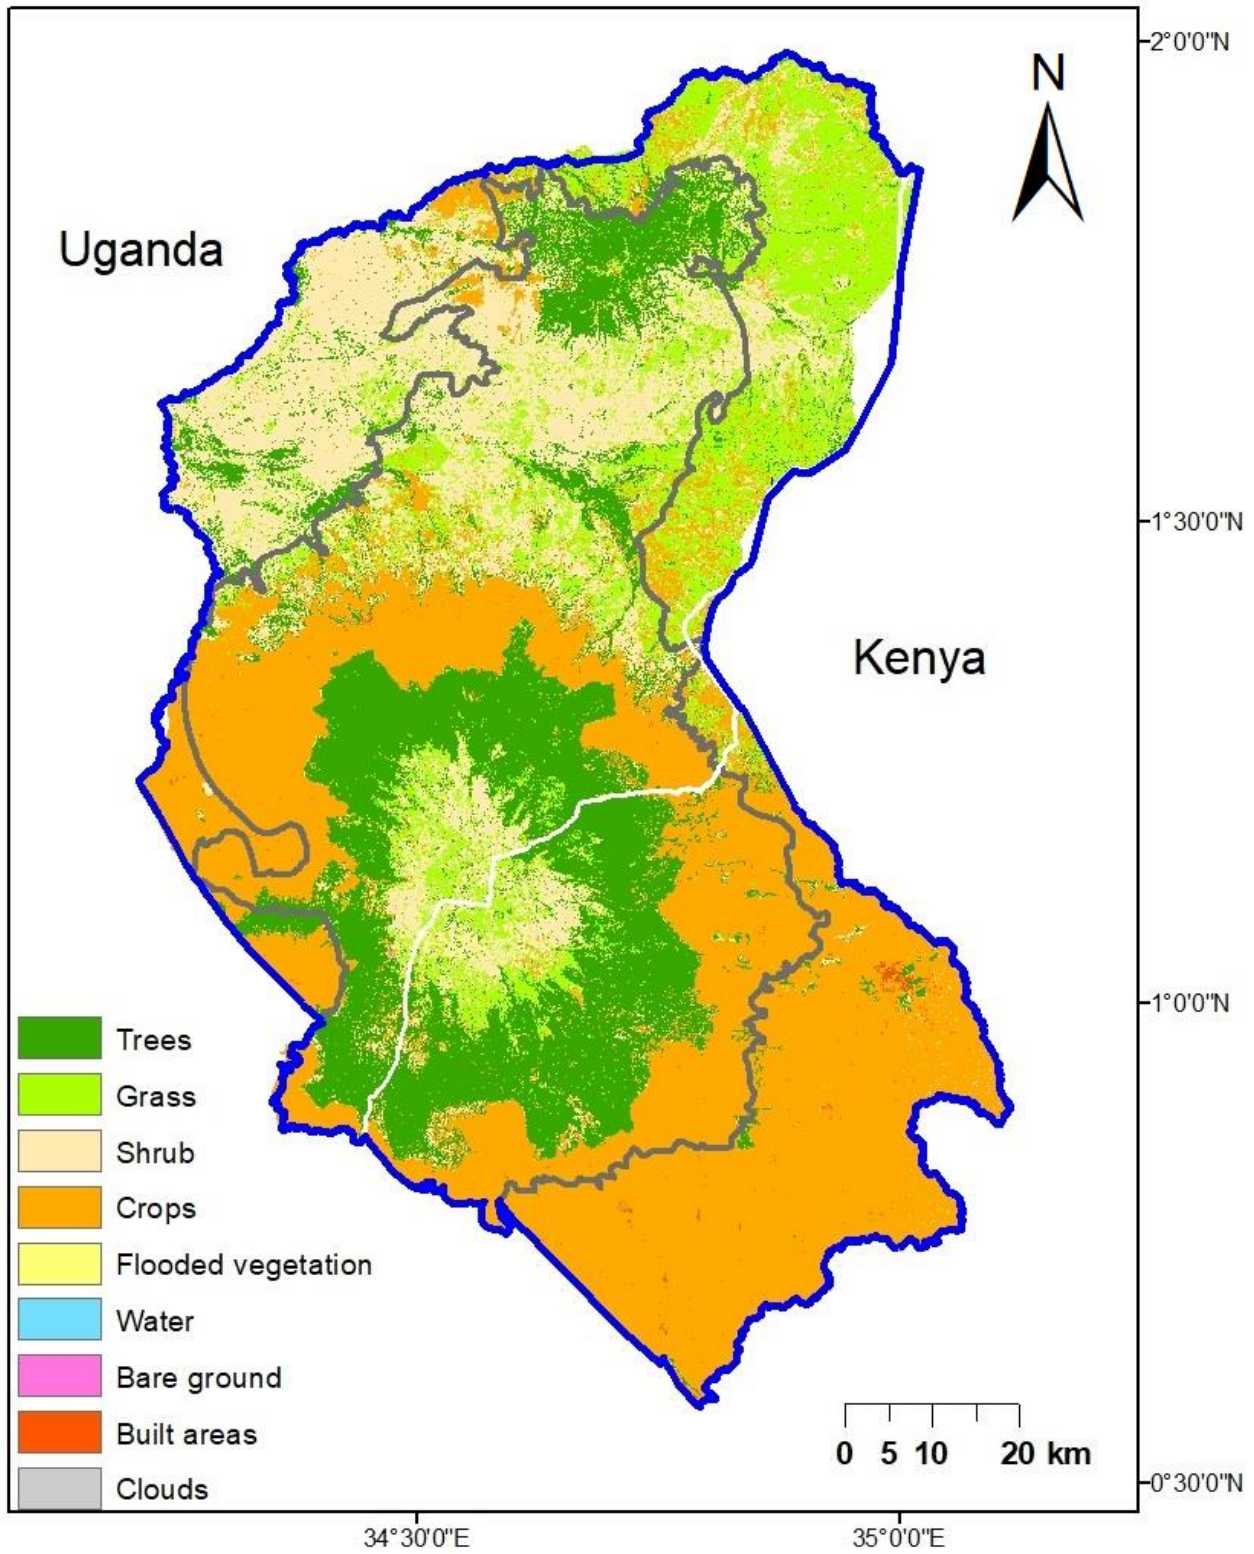 2°0'0"N
N
Uganda
1°30'0"N
Kenya
1°0'0"N
Trees
Grass
Shrub
Crops
Flooded vegetation
Water
Bare ground
Built areas
Clouds
0 5 10 20 km
0°30'0"N
34°30'0"E 35°0'0"E